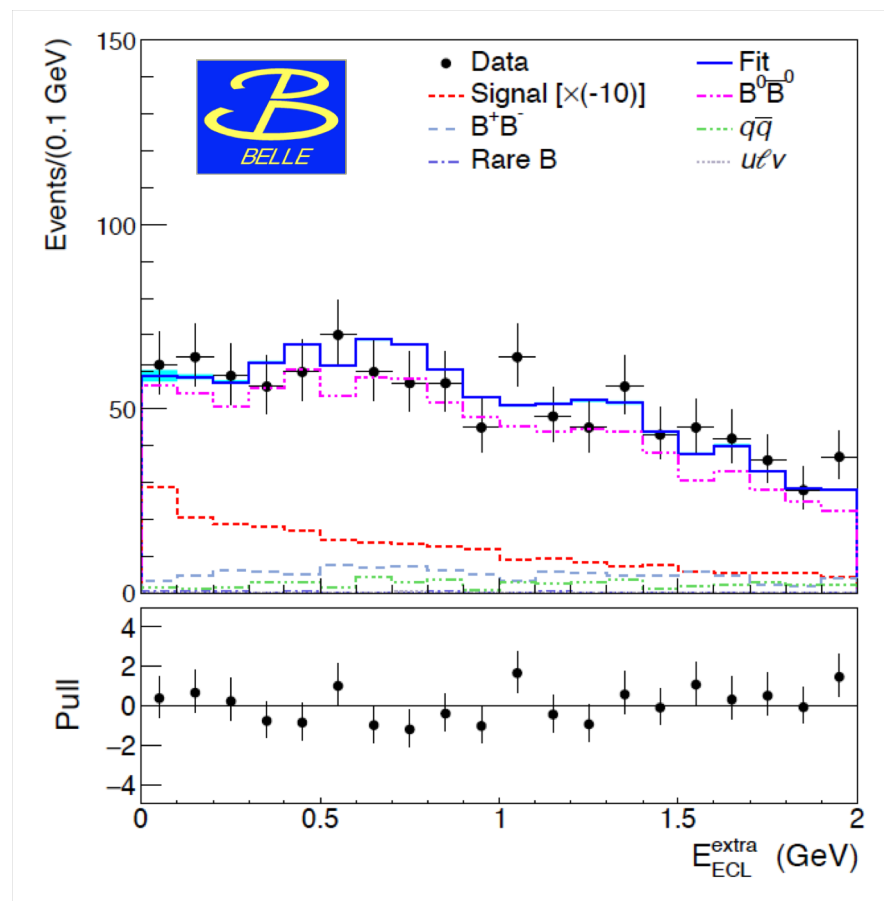 150
100
50
0
Events/(0.1 GeV)
B
BELLE
Data
Signal [×(-10)]
B⁺B⁻
Rare B
Fit
B⁰B̅⁰
qq̅
uℓν
4
2
0
−2
−4
Pull
0 0.5 1 1.5 2
E_ECL^extra (GeV)